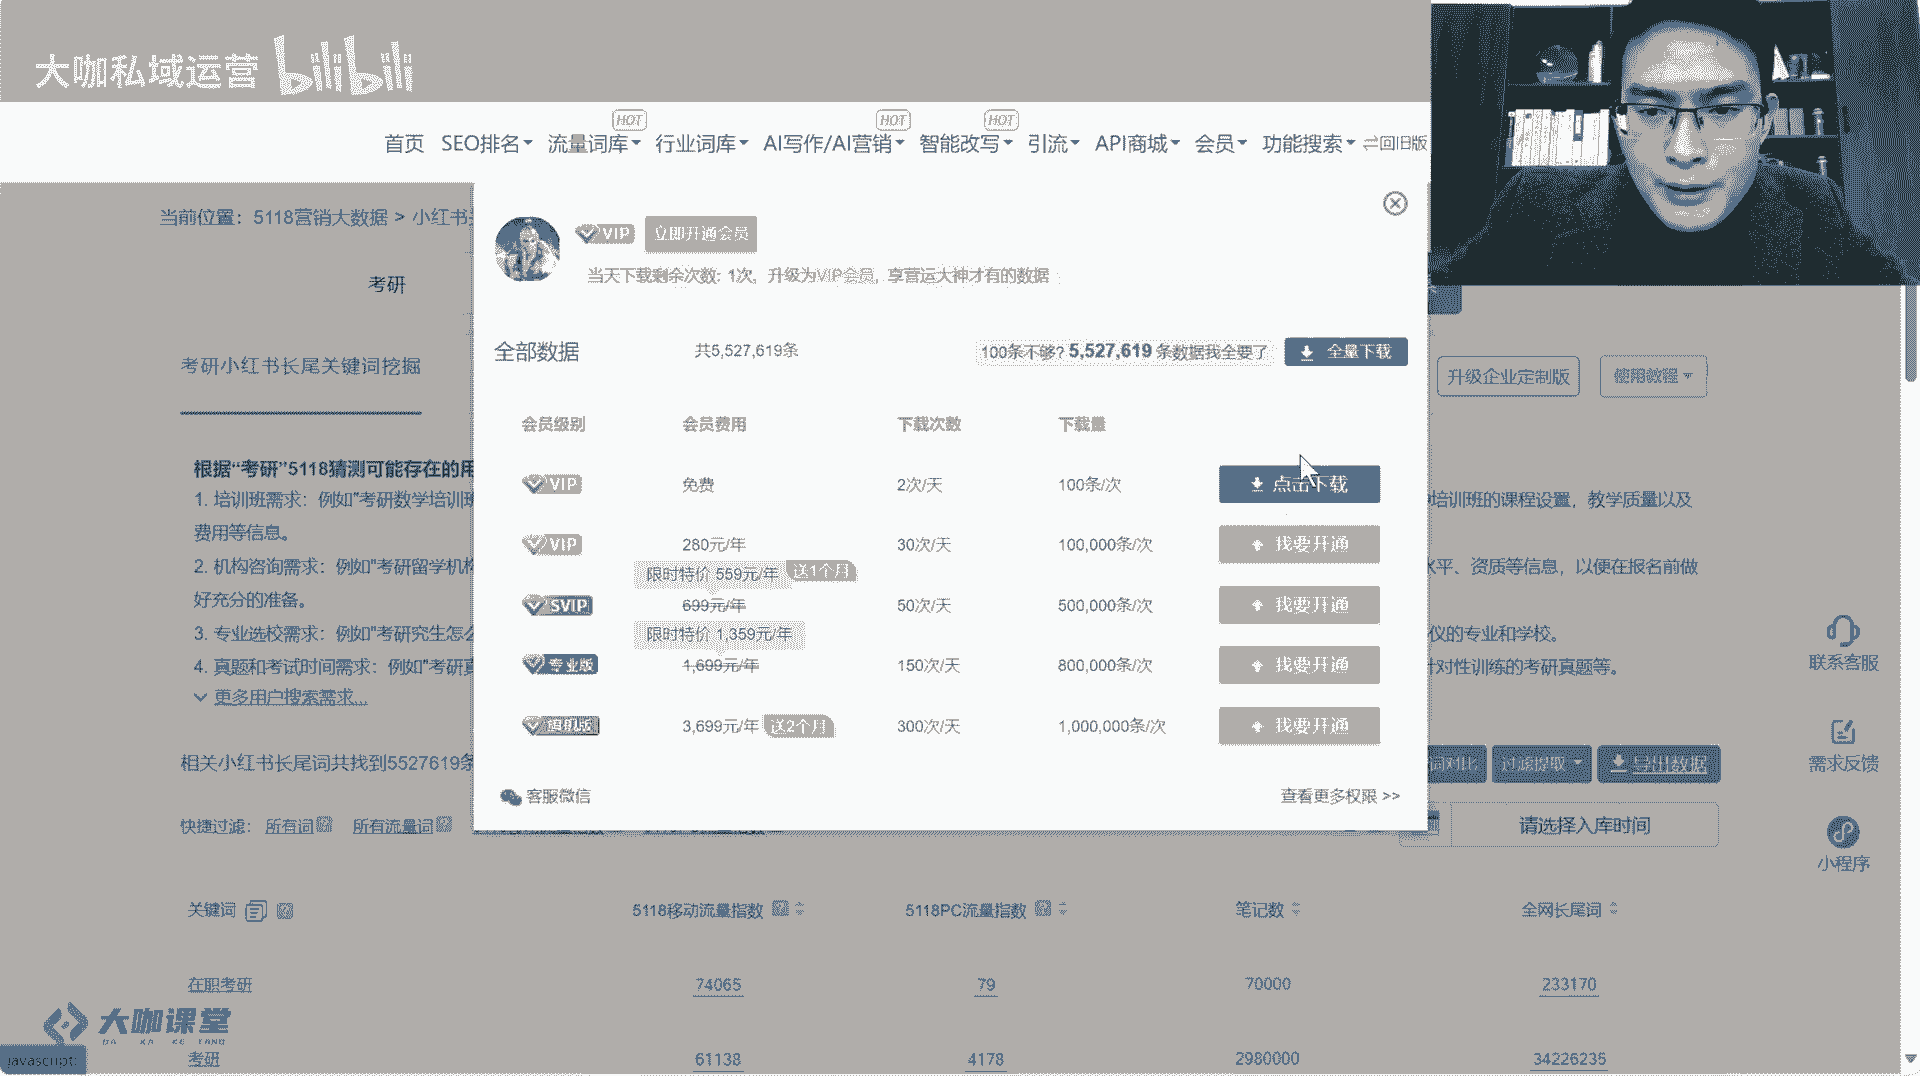 大咖私域运营 bilibili
HOT HOT HOT
首页 SEO排名 流量词库 行业词库 AI写作/AI营销 智能改写 引流 API商城 会员 功能搜索 回旧版
当前位置：5118营销大数据 > 小红书
VIP 立即开通会员
当天下载剩余次数: 1次，升级为VIP会员，享营运大神才有的数据
考研
全部数据 共5,527,619条 100条不够? 5,527,619 条数据我全要了 全量下载
考研小红书长尾关键词挖掘 升级企业定制版 使用教程
会员级别 会员费用 下载次数 下载量
根据“考研”5118猜测可能存在的用
VIP 免费 2次/天 100条/次 点击下载
1. 培训班需求：例如"考研数学培训班 培训班的课程设置，教学质量以及
费用等信息。
VIP 280元/年 30次/天 100,000条/次 我要开通
2. 机构咨询需求：例如"考研留学机构 水平、资质等信息，以便在报名前做
限时特价 559元/年 送1个月
好充分的准备。
SVIP 699元/年 50次/天 500,000条/次 我要开通
3. 专业选校需求：例如"考研究生怎么 仪的专业和学校。
限时特价 1,359元/年
4. 真题和考试时间需求：例如"考研真 针对性训练的考研真题等。
专业版 1,699元/年 150次/天 800,000条/次 我要开通
更多用户搜索需求...
旗舰版 3,699元/年 送2个月 300次/天 1,000,000条/次 我要开通
联系客服
相关小红书长尾词共找到5527619条 词对比 过滤提取 导出数据
需求反馈
客服微信 查看更多权限 >>
快捷过滤: 所有词 所有流量词 请选择入库时间
小程序
关键词 5118移动流量指数 5118PC流量指数 笔记数 全网长尾词
在职考研 74065 79 70000 233170
大咖课堂
DA KA KE TANG
考研 61138 4178 2980000 34226235
javascript: